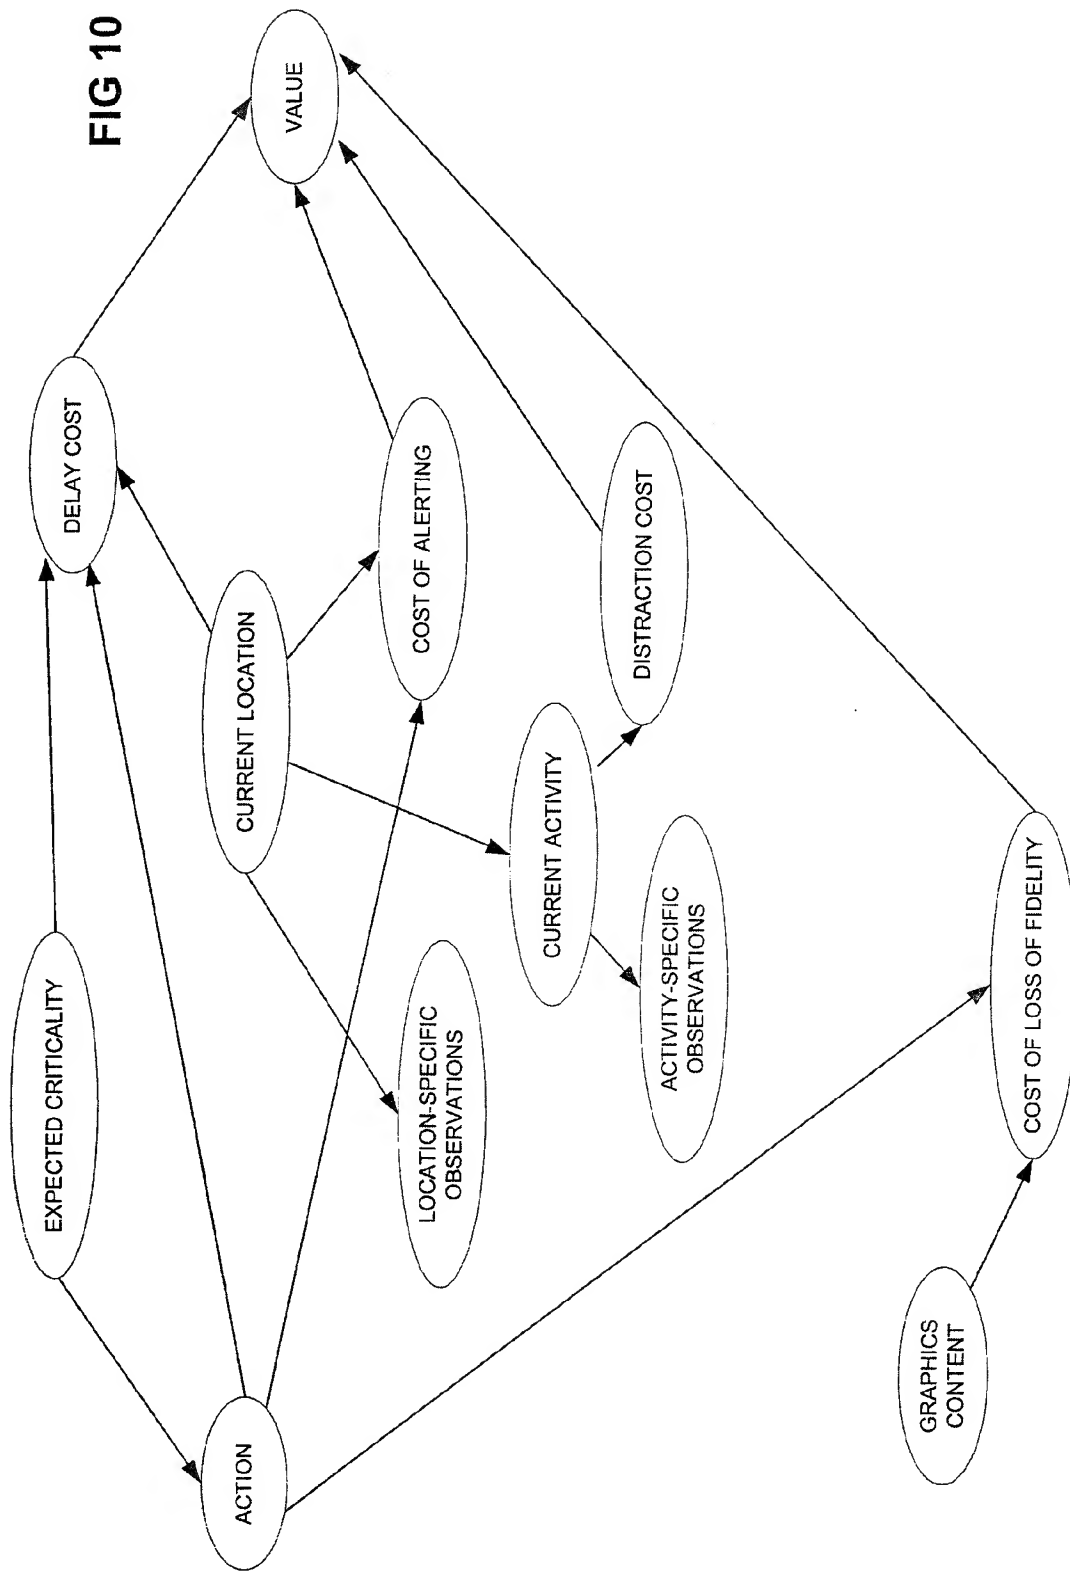 FIG 10
EXPECTED CRITICALITY
DELAY COST
VALUE
ACTION
CURRENT LOCATION
LOCATION-SPECIFIC
OBSERVATIONS
COST OF ALERTING
CURRENT ACTIVITY
ACTIVITY-SPECIFIC
OBSERVATIONS
DISTRACTION COST
GRAPHICS
CONTENT
COST OF LOSS OF FIDELITY